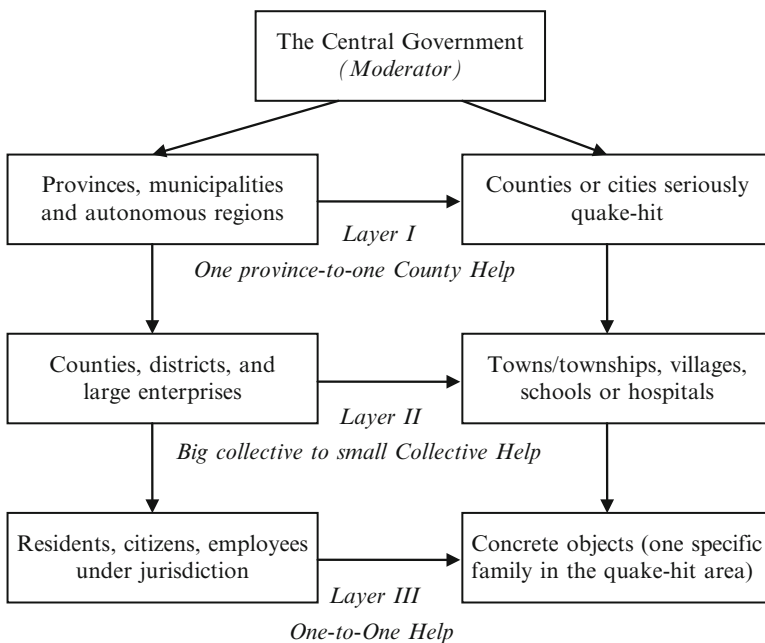 The Central Government
(Moderator)
Provinces, municipalities
and autonomous regions
Counties or cities seriously
quake-hit
Layer I
One province-to-one County Help
Counties, districts, and
large enterprises
Towns/townships, villages,
schools or hospitals
Layer II
Big collective to small Collective Help
Residents, citizens, employees
under jurisdiction
Concrete objects (one specific
family in the quake-hit area)
Layer III
One-to-One Help